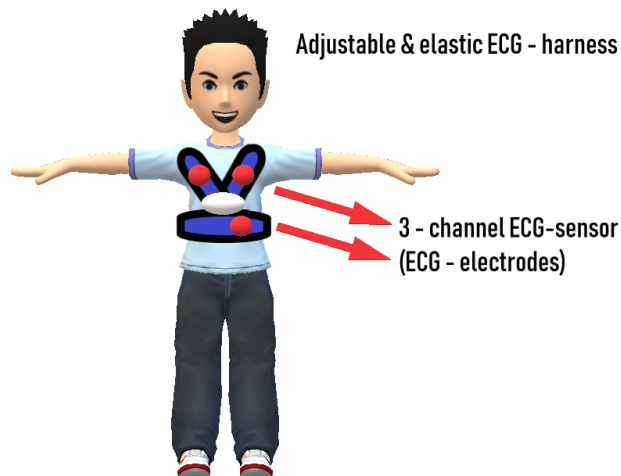 Adjustable & elastic ECG - harness
3 - channel ECG-sensor
(ECG - electrodes)